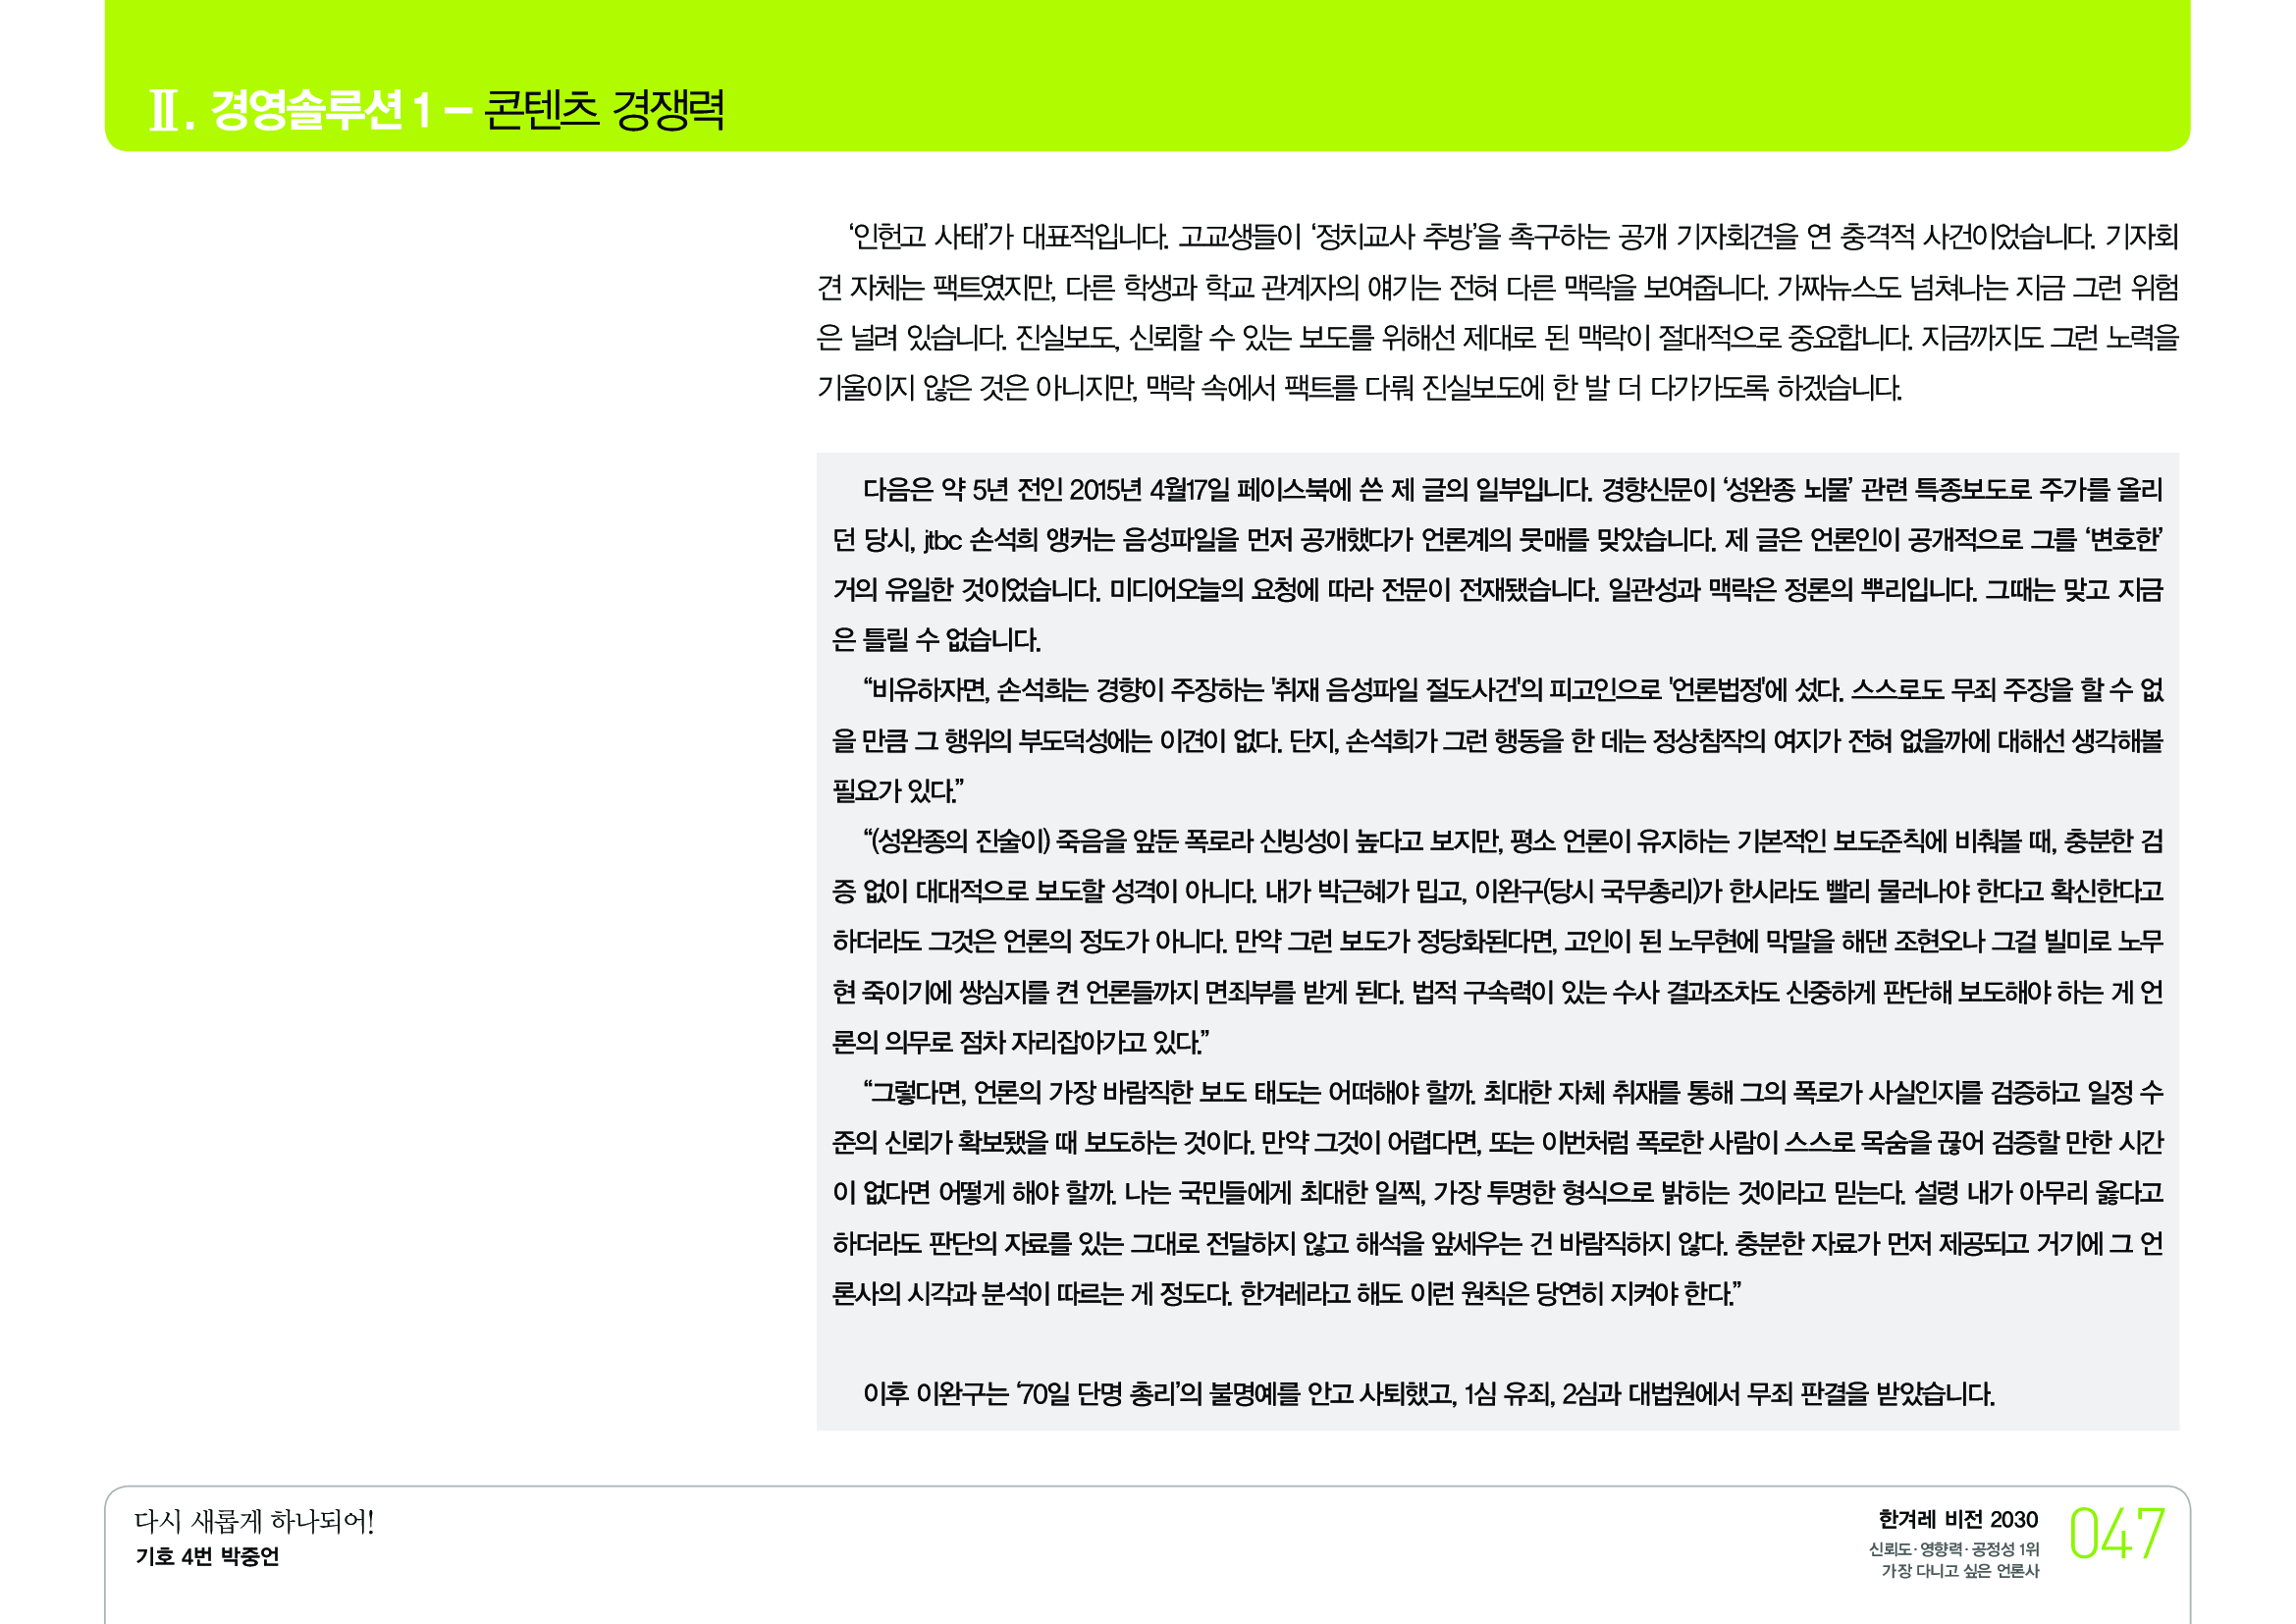 Ⅱ. 경영솔루션 1 – 콘텐츠 경쟁력
‘인헌고 사태’가 대표적입니다. 고교생들이 ‘정치교사 추방’을 촉구하는 공개 기자회견을 연 충격적 사건이었습니다. 기자회
견 자체는 팩트였지만, 다른 학생과 학교 관계자의 얘기는 전혀 다른 맥락을 보여줍니다. 가짜뉴스도 넘쳐나는 지금 그런 위험
은 널려 있습니다. 진실보도, 신뢰할 수 있는 보도를 위해선 제대로 된 맥락이 절대적으로 중요합니다. 지금까지도 그런 노력을
기울이지 않은 것은 아니지만, 맥락 속에서 팩트를 다뤄 진실보도에 한 발 더 다가가도록 하겠습니다.
다음은 약 5년 전인 2015년 4월17일 페이스북에 쓴 제 글의 일부입니다. 경향신문이 ‘성완종 뇌물’ 관련 특종보도로 주가를 올리
던 당시, jtbc 손석희 앵커는 음성파일을 먼저 공개했다가 언론계의 뭇매를 맞았습니다. 제 글은 언론인이 공개적으로 그를 ‘변호한’
거의 유일한 것이었습니다. 미디어오늘의 요청에 따라 전문이 전재됐습니다. 일관성과 맥락은 정론의 뿌리입니다. 그때는 맞고 지금
은 틀릴 수 없습니다.
“비유하자면, 손석희는 경향이 주장하는 '취재 음성파일 절도사건'의 피고인으로 '언론법정'에 섰다. 스스로도 무죄 주장을 할 수 없
을 만큼 그 행위의 부도덕성에는 이견이 없다. 단지, 손석희가 그런 행동을 한 데는 정상참작의 여지가 전혀 없을까에 대해선 생각해볼
필요가 있다.”
“(성완종의 진술이) 죽음을 앞둔 폭로라 신빙성이 높다고 보지만, 평소 언론이 유지하는 기본적인 보도준칙에 비춰볼 때, 충분한 검
증 없이 대대적으로 보도할 성격이 아니다. 내가 박근혜가 밉고, 이완구(당시 국무총리)가 한시라도 빨리 물러나야 한다고 확신한다고
하더라도 그것은 언론의 정도가 아니다. 만약 그런 보도가 정당화된다면, 고인이 된 노무현에 막말을 해댄 조현오나 그걸 빌미로 노무
현 죽이기에 쌍심지를 켠 언론들까지 면죄부를 받게 된다. 법적 구속력이 있는 수사 결과조차도 신중하게 판단해 보도해야 하는 게 언
론의 의무로 점차 자리잡아가고 있다.”
“그렇다면, 언론의 가장 바람직한 보도 태도는 어떠해야 할까. 최대한 자체 취재를 통해 그의 폭로가 사실인지를 검증하고 일정 수
준의 신뢰가 확보됐을 때 보도하는 것이다. 만약 그것이 어렵다면, 또는 이번처럼 폭로한 사람이 스스로 목숨을 끊어 검증할 만한 시간
이 없다면 어떻게 해야 할까. 나는 국민들에게 최대한 일찍, 가장 투명한 형식으로 밝히는 것이라고 믿는다. 설령 내가 아무리 옳다고
하더라도 판단의 자료를 있는 그대로 전달하지 않고 해석을 앞세우는 건 바람직하지 않다. 충분한 자료가 먼저 제공되고 거기에 그 언
론사의 시각과 분석이 따르는 게 정도다. 한겨레라고 해도 이런 원칙은 당연히 지켜야 한다.”
이후 이완구는 ‘70일 단명 총리’의 불명예를 안고 사퇴했고, 1심 유죄, 2심과 대법원에서 무죄 판결을 받았습니다.
다시 새롭게 하나되어!
기호 4번 박중언
한겨레 비전 2030
신뢰도·영향력·공정성 1위
가장 다니고 싶은 언론사
047